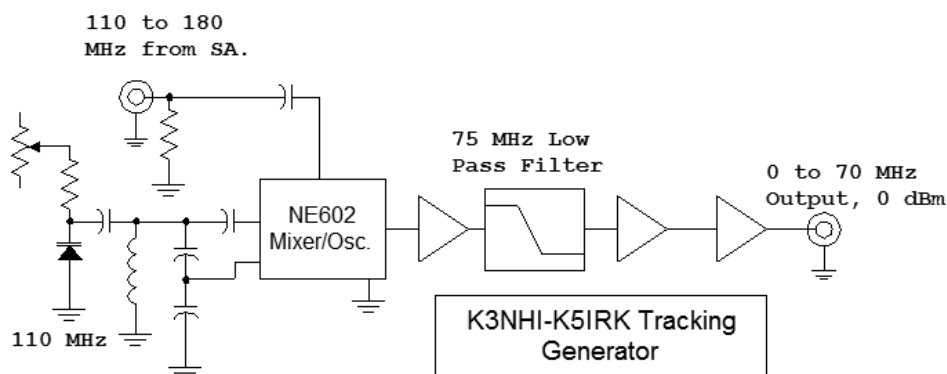 110 to 180
MHz from SA.
75 MHz Low
Pass Filter
0 to 70 MHz
Output, 0 dBm
NE602
Mixer/Osc.
110 MHz
K3NHI-K5IRK Tracking
Generator